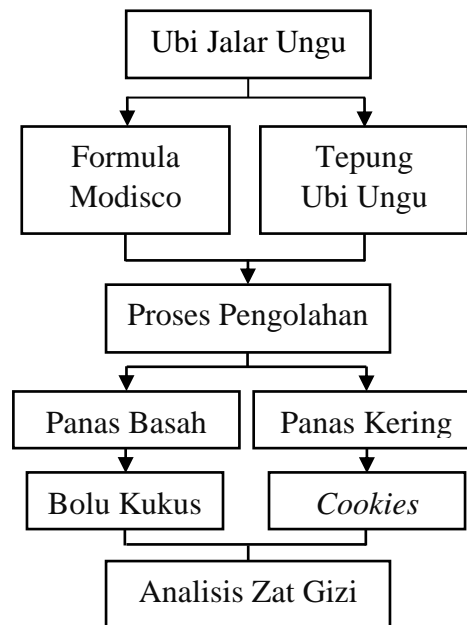 Ubi Jalar Ungu
Formula
Modisco
Tepung
Ubi Ungu
Proses Pengolahan
Panas Basah
Panas Kering
Bolu Kukus
Cookies
Analisis Zat Gizi